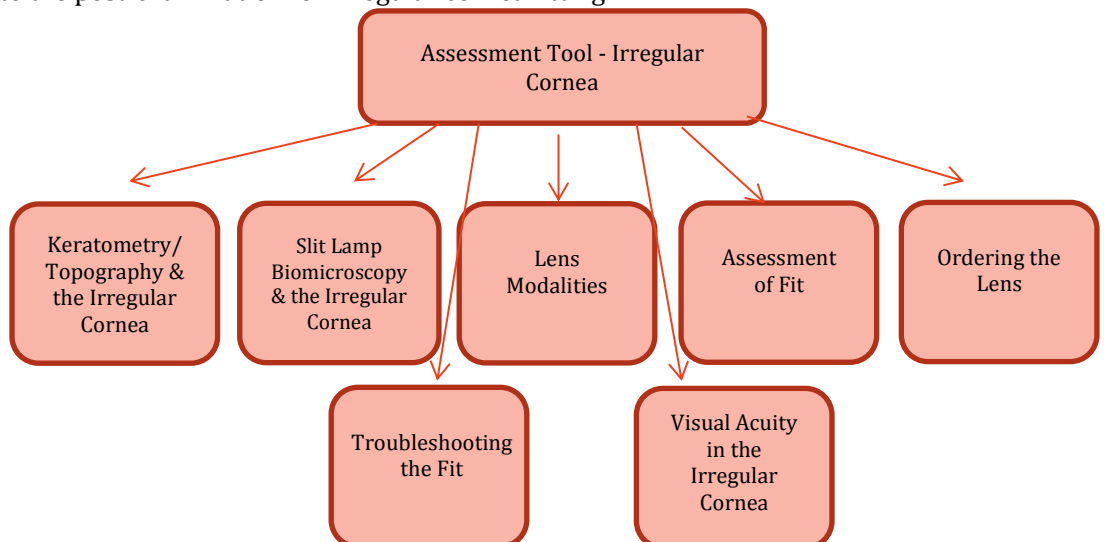 Assessment Tool - Irregular
Cornea
Keratometry/
Topography &
the Irregular
Cornea
Slit Lamp
Biomicroscopy
& the Irregular
Cornea
Lens
Modalities
Assessment
of Fit
Ordering the
Lens
Troubleshooting
the Fit
Visual Acuity
in the
Irregular
Cornea